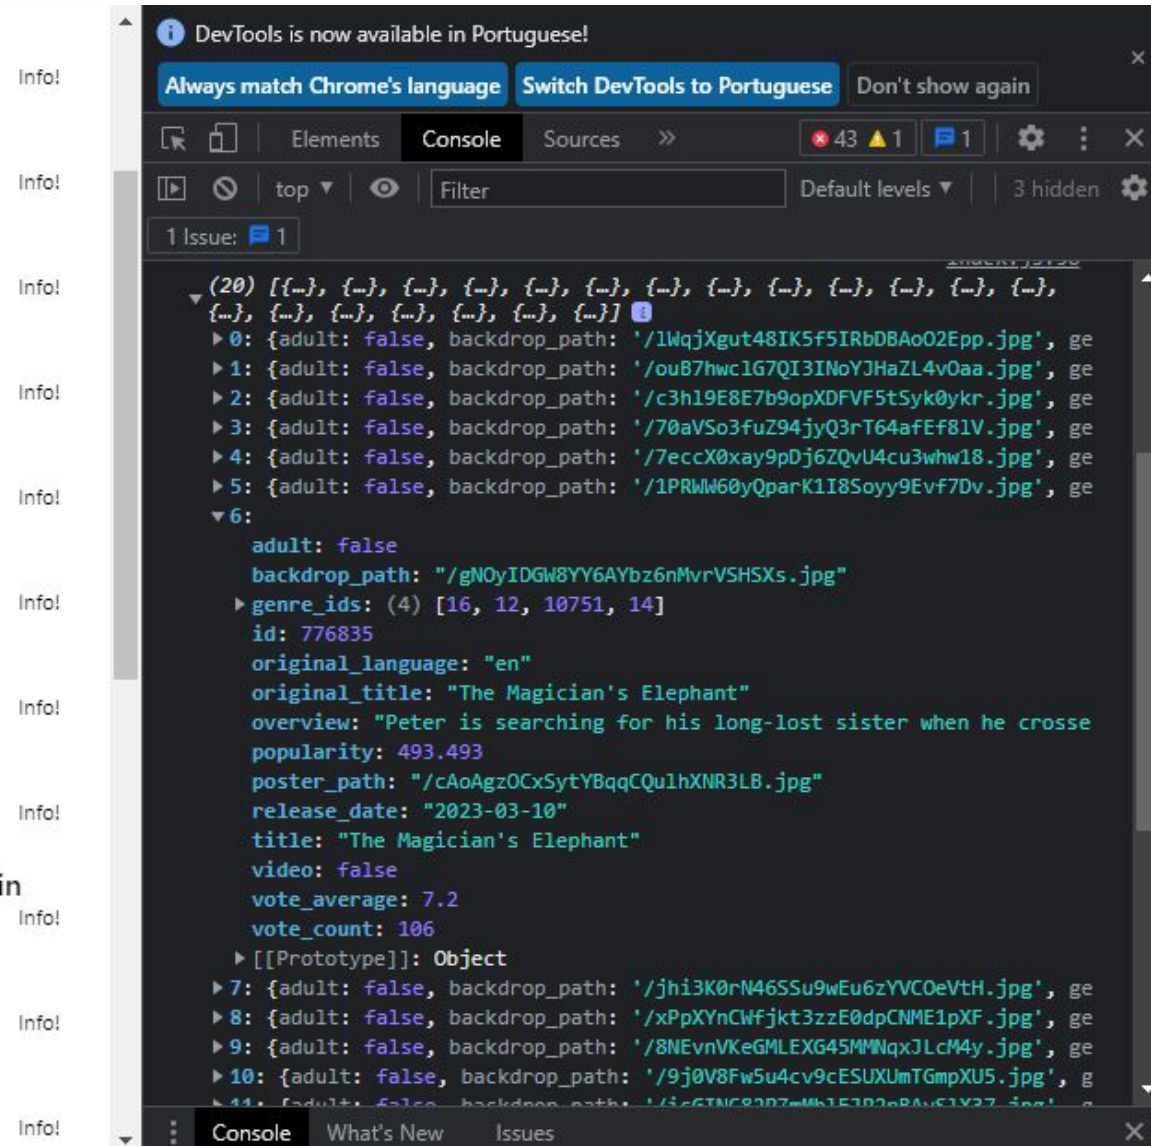 DevTools is now available in Portuguese!
Always match Chrome's language Switch DevTools to Portuguese Don't show again
Elements Console Sources 43 1 1
top Filter Default levels 3 hidden
1 Issue: 1
(20) [{…}, {…}, {…}, {…}, {…}, {…}, {…}, {…}, {…}, {…}, {…}, {…}, {…},
{…}, {…}, {…}, {…}, {…}, {…}, {…}]
0: {adult: false, backdrop_path: '/lWqjXgut48IK5f5IRbDBAoO2Epp.jpg', ge
1: {adult: false, backdrop_path: '/ouB7hwclG7QI3INoYJHaZL4vOaa.jpg', ge
2: {adult: false, backdrop_path: '/c3hl9E8E7b9opXDFVF5tSyk0ykr.jpg', ge
3: {adult: false, backdrop_path: '/70aVSo3fuZ94jyQ3rT64afEf81V.jpg', ge
4: {adult: false, backdrop_path: '/7eccX0xay9pDj6ZQvU4cu3whw18.jpg', ge
5: {adult: false, backdrop_path: '/1PRWW60yQparK1I8Soyy9Evf7Dv.jpg', ge
6:
adult: false
backdrop_path: "/gNOyIDGW8YY6AYbz6nMvrVSHSXs.jpg"
genre_ids: (4) [16, 12, 10751, 14]
id: 776835
original_language: "en"
original_title: "The Magician's Elephant"
overview: "Peter is searching for his long-lost sister when he crosse
popularity: 493.493
poster_path: "/cAoAgzOCxSytYBqqCQulhXNR3LB.jpg"
release_date: "2023-03-10"
title: "The Magician's Elephant"
video: false
vote_average: 7.2
vote_count: 106
[[Prototype]]: Object
7: {adult: false, backdrop_path: '/jhi3K0rN46SSu9wEu6zYVCOeVtH.jpg', ge
8: {adult: false, backdrop_path: '/xPpXYnCWfjkt3zzE0dpCNME1pXF.jpg', ge
9: {adult: false, backdrop_path: '/8NEvnVKeGMLEXG45MMNqxJLcM4y.jpg', ge
10: {adult: false, backdrop_path: '/9j0V8Fw5u4cv9cESUXUmTGmpXU5.jpg', g
Console What's New Issues
Info!
Info!
Info!
Info!
Info!
Info!
Info!
Info!
in
Info!
Info!
Info!